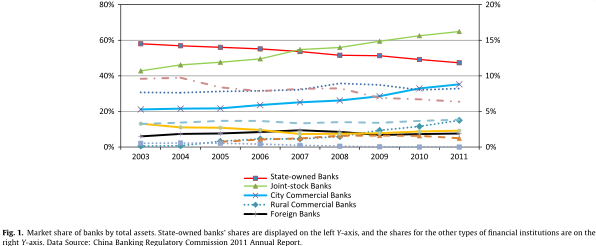 80% 20%
60% 15%
40% 10%
20% 5%
0% 0%
2003 2004 2005 2006 2007 2008 2009 2010 2011
State-owned Banks
Joint-stock Banks
City Commercial Banks
Rural Commercial Banks
Foreign Banks
Fig. 1. Market share of banks by total assets. State-owned banks' shares are displayed on the left Y-axis, and the shares for the other types of financial institutions are on the
right Y-axis. Data Source: China Banking Regulatory Commission 2011 Annual Report.